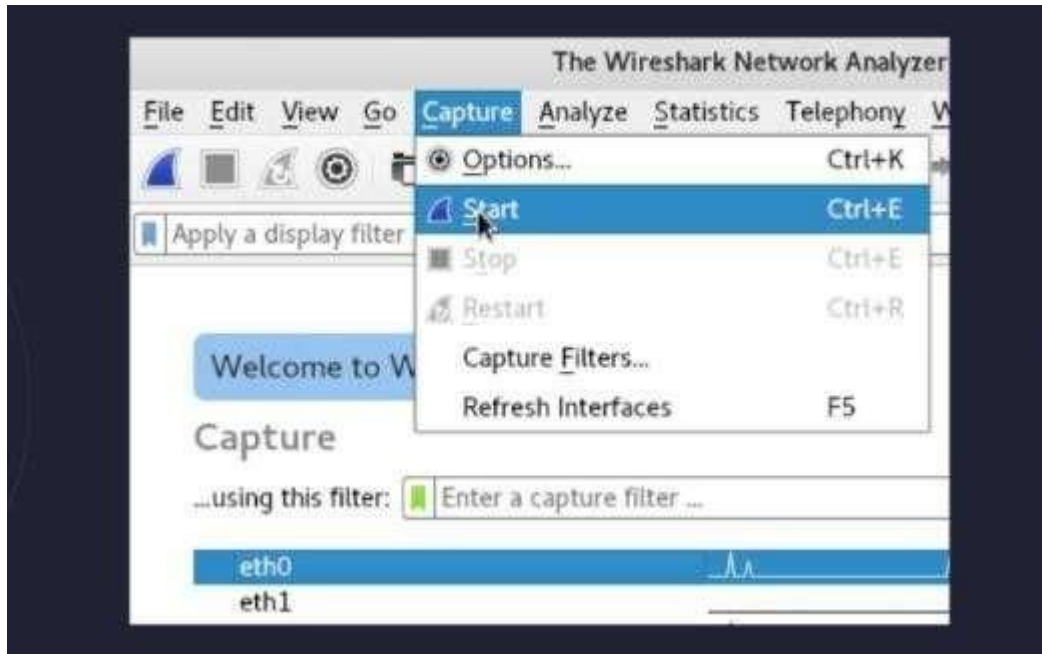 The Wireshark Network Analyzer
File Edit View Go Capture Analyze Statistics Telephony
Options... Ctrl+K
Start Ctrl+E
Apply a display filter
Stop Ctrl+E
Restart Ctrl+R
Welcome to
Capture Filters...
Refresh Interfaces F5
Capture
...using this filter: Enter a capture filter ...
eth0
eth1